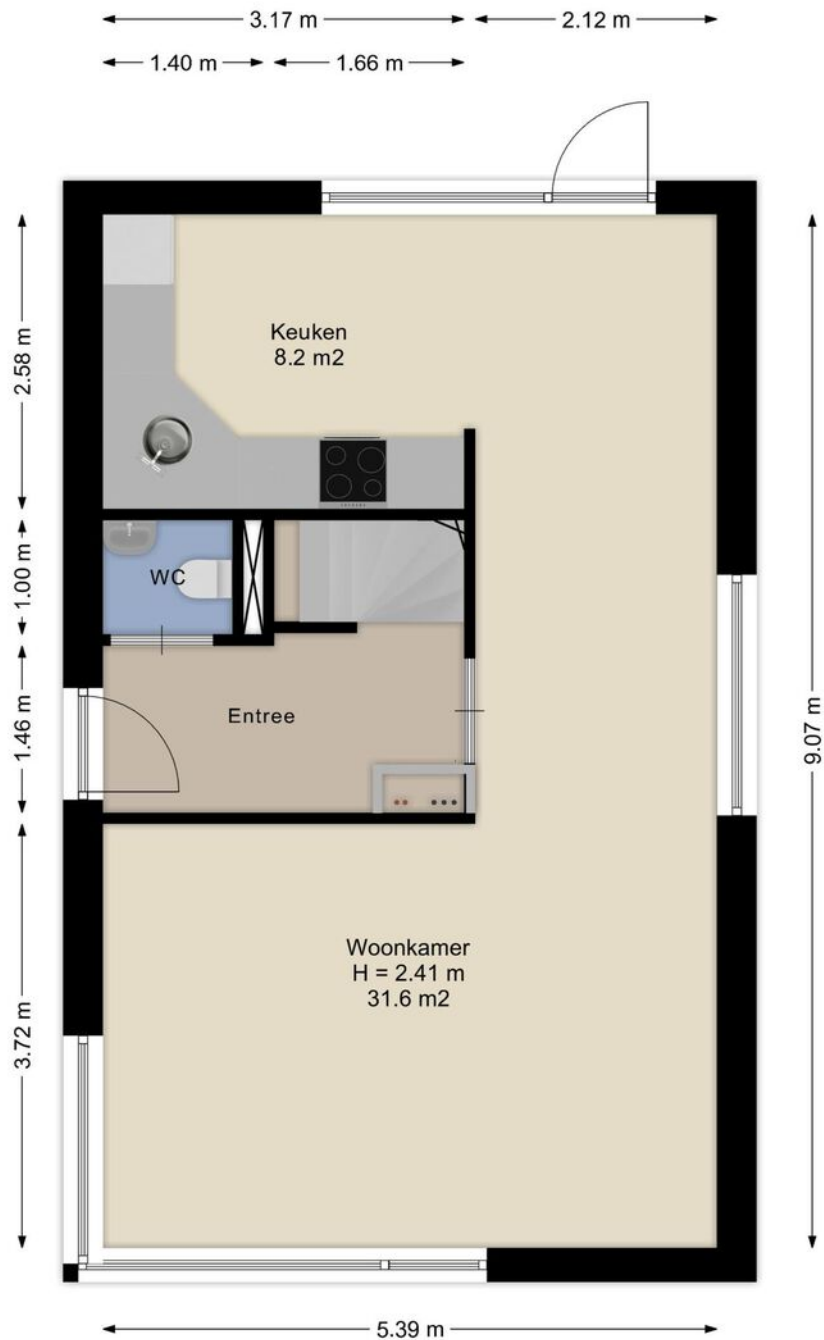 3.17 m
2.12 m
1.40 m
1.66 m
2.58 m
Keuken
8.2 m2
1.00 m
WC
1.46 m
Entree
9.07 m
3.72 m
Woonkamer
H = 2.41 m
31.6 m2
5.39 m